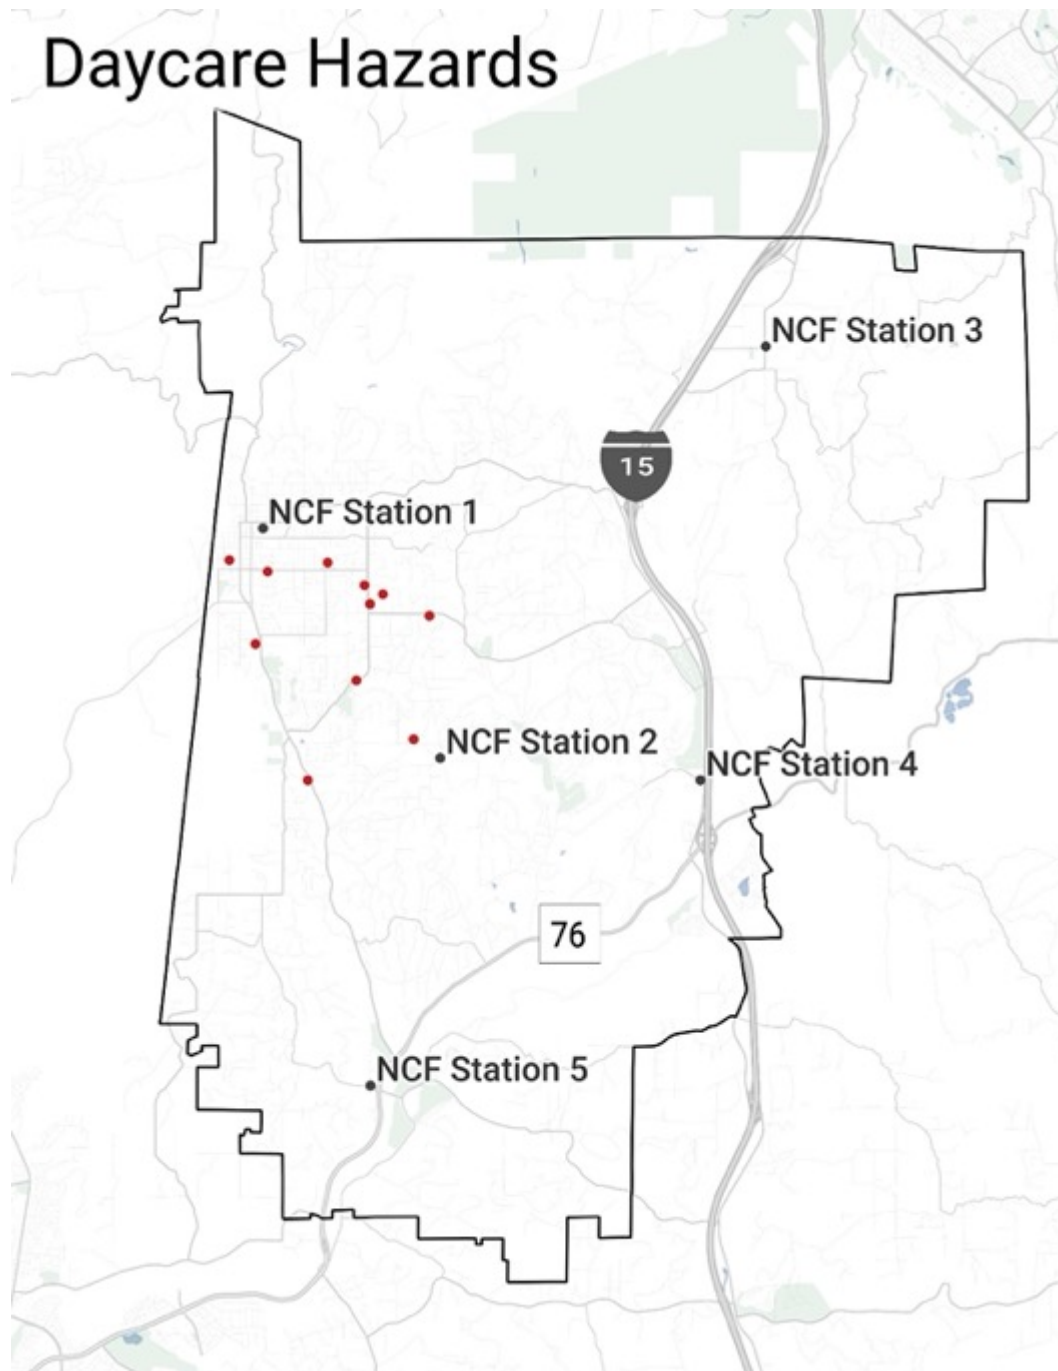 Daycare Hazards
NCF Station 3
15
NCF Station 1
NCF Station 2
NCF Station 4
76
NCF Station 5